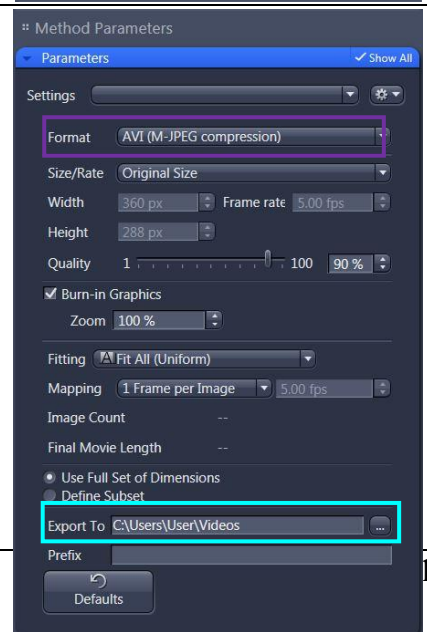 Method Parameters
Parameters Show All
Settings
Format AVI (M-JPEG compression)
Size/Rate Original Size
Width 360 px Frame rate 5.00 fps
Height 288 px
Quality 1 100 90 %
Burn-in Graphics
Zoom 100 %
Fitting Fit All (Uniform)
Mapping 1 Frame per Image 5.00 fps
Image Count --
Final Movie Length --
Use Full Set of Dimensions
Define Subset
Export To C:\Users\User\Videos ...
Prefix
Defaults